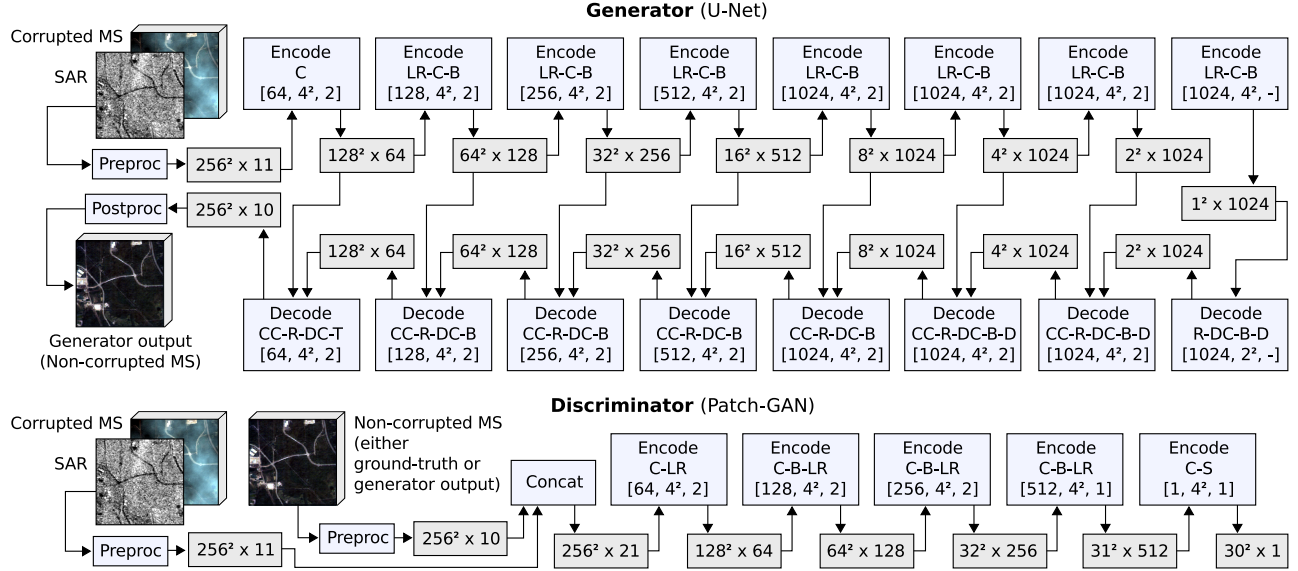 Generator (U-Net)
Corrupted MS
SAR
Preproc
256² x 11
Encode
C
[64, 4², 2]
Encode
LR-C-B
[128, 4², 2]
Encode
LR-C-B
[256, 4², 2]
Encode
LR-C-B
[512, 4², 2]
Encode
LR-C-B
[1024, 4², 2]
Encode
LR-C-B
[1024, 4², 2]
Encode
LR-C-B
[1024, 4², 2]
Encode
LR-C-B
[1024, 4², -]
128² x 64
64² x 128
32² x 256
16² x 512
8² x 1024
4² x 1024
2² x 1024
1² x 1024
Postproc
256² x 10
128² x 64
64² x 128
32² x 256
16² x 512
8² x 1024
4² x 1024
2² x 1024
Generator output
(Non-corrupted MS)
Decode
CC-R-DC-T
[64, 4², 2]
Decode
CC-R-DC-B
[128, 4², 2]
Decode
CC-R-DC-B
[256, 4², 2]
Decode
CC-R-DC-B
[512, 4², 2]
Decode
CC-R-DC-B
[1024, 4², 2]
Decode
CC-R-DC-B-D
[1024, 4², 2]
Decode
CC-R-DC-B-D
[1024, 4², 2]
Decode
R-DC-B-D
[1024, 2², -]
Discriminator (Patch-GAN)
Corrupted MS
SAR
Preproc
256² x 11
Non-corrupted MS
(either
ground-truth or
generator output)
Preproc
256² x 10
Concat
Encode
C-LR
[64, 4², 2]
Encode
C-B-LR
[128, 4², 2]
Encode
C-B-LR
[256, 4², 2]
Encode
C-B-LR
[512, 4², 1]
Encode
C-S
[1, 4², 1]
256² x 21
128² x 64
64² x 128
32² x 256
31² x 512
30² x 1